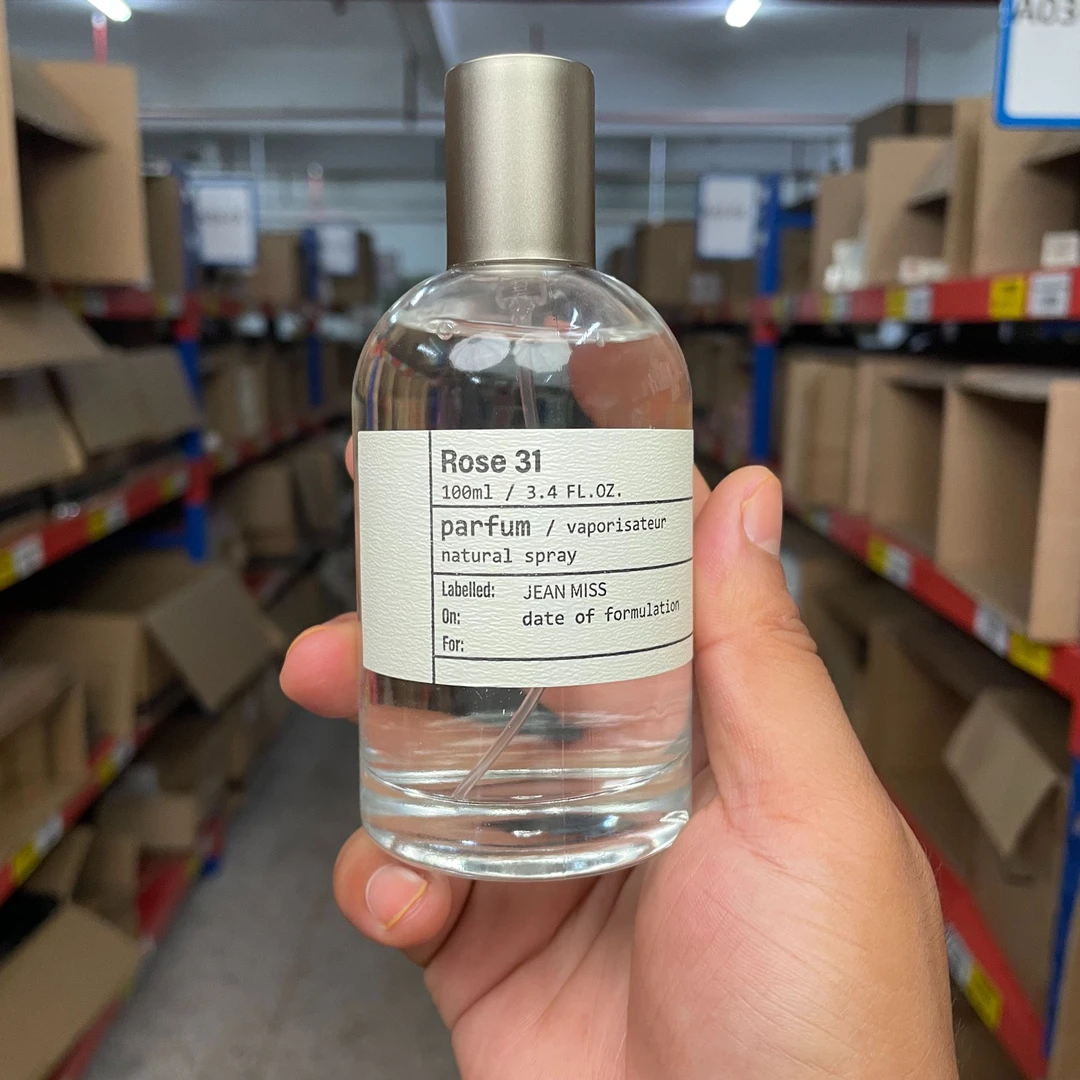 A03
Rose 31
100ml / 3.4 FL.OZ.
parfum / vaporisateur
natural spray
Labelled: JEAN MISS
On: date of formulation
For: